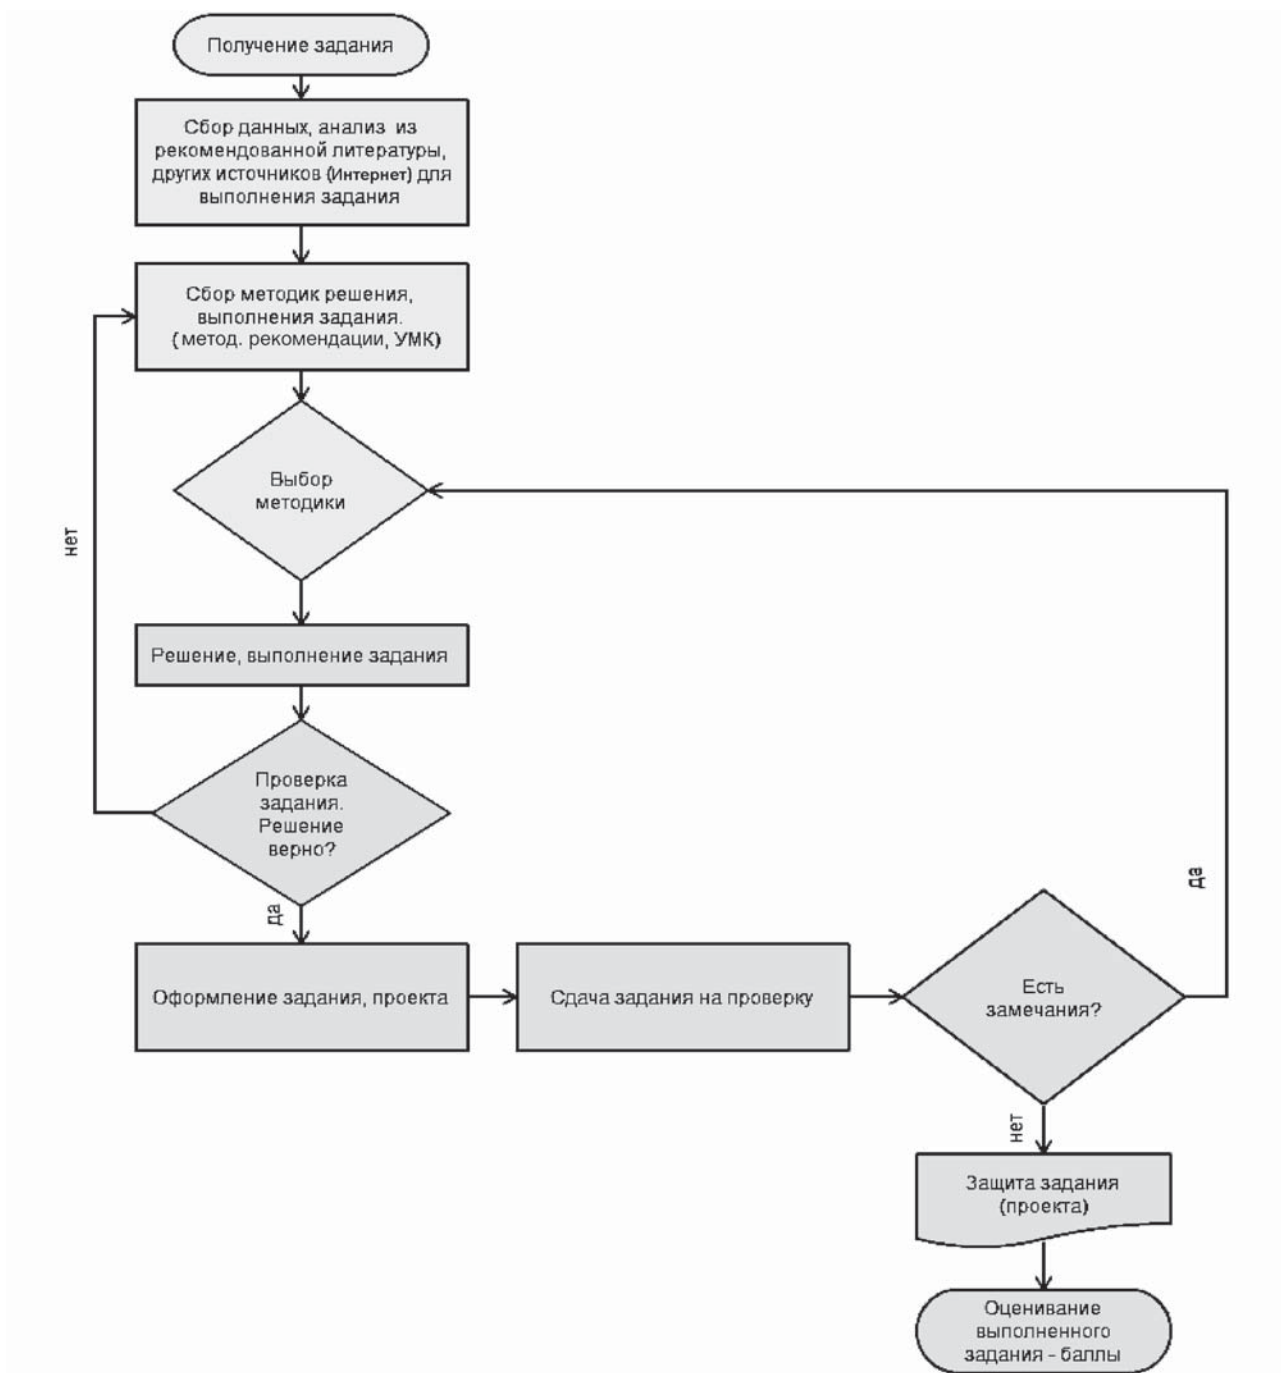 Получение задания
Сбор данных, анализ из
рекомендованной литературы,
других источников (Интернет) для
выполнения задания
Сбор методик решения,
выполнения задания.
(метод. рекомендации, УМК)
Выбор
методики
нет
Решение, выполнение задания
Проверка
задания.
Решение
верно?
да
Оформление задания, проекта
Сдача задания на проверку
Есть
замечания?
да
нет
Защита задания
(проекта)
Оценивание
выполненного
задания - баллы